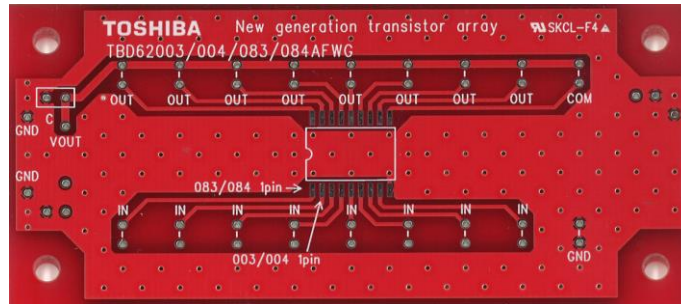 TOSHIBA New generation transistor array SKCL-F4
TBD62003/004/083/084AFWG
OUT OUT OUT OUT OUT OUT OUT OUT COM
C
GND
VOUT
GND
083/084 1pin→
IN IN IN IN IN IN IN IN
003/004 1pin
GND